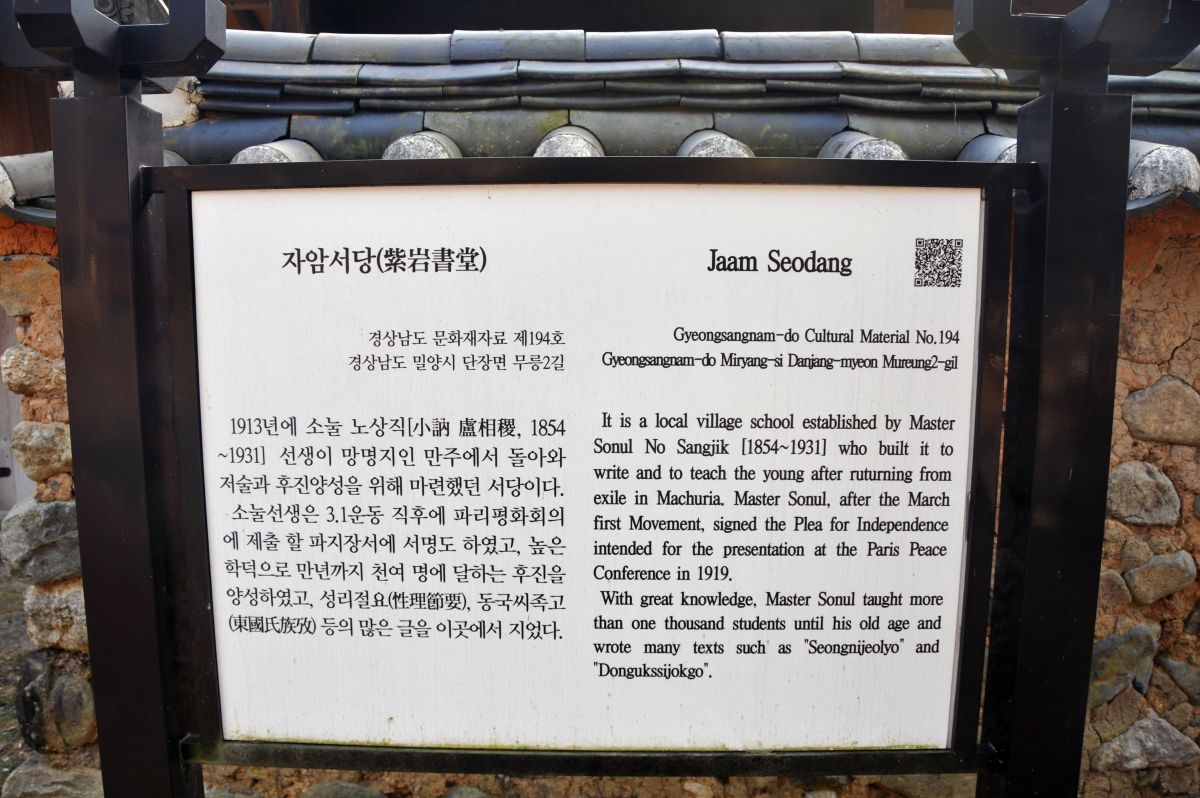 자암서당(紫岩書堂)
경상남도 문화재자료 제194호
경상남도 밀양시 단장면 무릉2길
1913년에 소눌 노상직[小訥 盧相稷, 1854
~1931] 선생이 망명지인 만주에서 돌아와
저술과 후진양성을 위해 마련했던 서당이다.
소눌선생은 3.1운동 직후에 파리평화회의
에 제출 할 파지장서에 서명도 하였고, 높은
학덕으로 만년까지 천여 명에 달하는 후진을
양성하였고, 성리절요(性理節要), 동국씨족고
(東國氏族攷) 등의 많은 글을 이곳에서 지었다.
Jaam Seodang
Gyeongsangnam-do Cultural Material No.194
Gyeongsangnam-do Miryang-si Danjang-myeon Mureung2-gil
It is a local village school established by Master
Sonul No Sangjik [1854~1931] who built it to
write and to teach the young after ruturning from
exile in Machuria. Master Sonul, after the March
first Movement, signed the Plea for Independence
intended for the presentation at the Paris Peace
Conference in 1919.
With great knowledge, Master Sonul taught more
than one thousand students until his old age and
wrote many texts such as "Seongnijeolyo" and
"Dongukssijokgo".